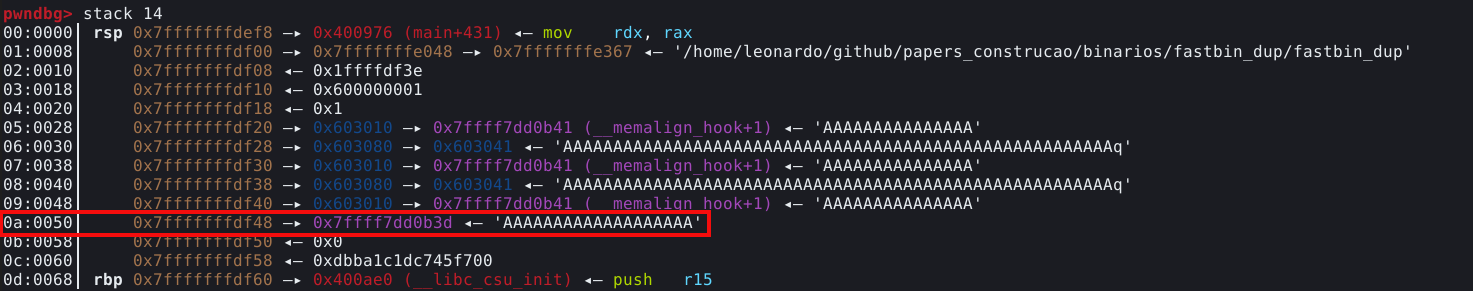 pwndbg> stack 14
00:0000│ rsp 0x7fffffffdef8 —▸ 0x400976 (main+431) ◂— mov    rdx, rax
01:0008│     0x7fffffffdf00 —▸ 0x7fffffffe048 —▸ 0x7fffffffe367 ◂— '/home/leonardo/github/papers_construcao/binarios/fastbin_dup/fastbin_dup'
02:0010│     0x7fffffffdf08 ◂— 0x1ffffdf3e
03:0018│     0x7fffffffdf10 ◂— 0x600000001
04:0020│     0x7fffffffdf18 ◂— 0x1
05:0028│     0x7fffffffdf20 —▸ 0x603010 —▸ 0x7ffff7dd0b41 (__memalign_hook+1) ◂— 'AAAAAAAAAAAAAAA'
06:0030│     0x7fffffffdf28 —▸ 0x603080 —▸ 0x603041 ◂— 'AAAAAAAAAAAAAAAAAAAAAAAAAAAAAAAAAAAAAAAAAAAAAAAAAAAAAAAq'
07:0038│     0x7fffffffdf30 —▸ 0x603010 —▸ 0x7ffff7dd0b41 (__memalign_hook+1) ◂— 'AAAAAAAAAAAAAAA'
08:0040│     0x7fffffffdf38 —▸ 0x603080 —▸ 0x603041 ◂— 'AAAAAAAAAAAAAAAAAAAAAAAAAAAAAAAAAAAAAAAAAAAAAAAAAAAAAAAq'
09:0048│     0x7fffffffdf40 —▸ 0x603010 —▸ 0x7ffff7dd0b41 (__memalign_hook+1) ◂— 'AAAAAAAAAAAAAAA'
0a:0050│     0x7fffffffdf48 —▸ 0x7ffff7dd0b3d ◂— 'AAAAAAAAAAAAAAAAAAA'
0b:0058│     0x7fffffffdf50 ◂— 0x0
0c:0060│     0x7fffffffdf58 ◂— 0xdbba1c1dc745f700
0d:0068│ rbp 0x7fffffffdf60 —▸ 0x400ae0 (__libc_csu_init) ◂— push   r15